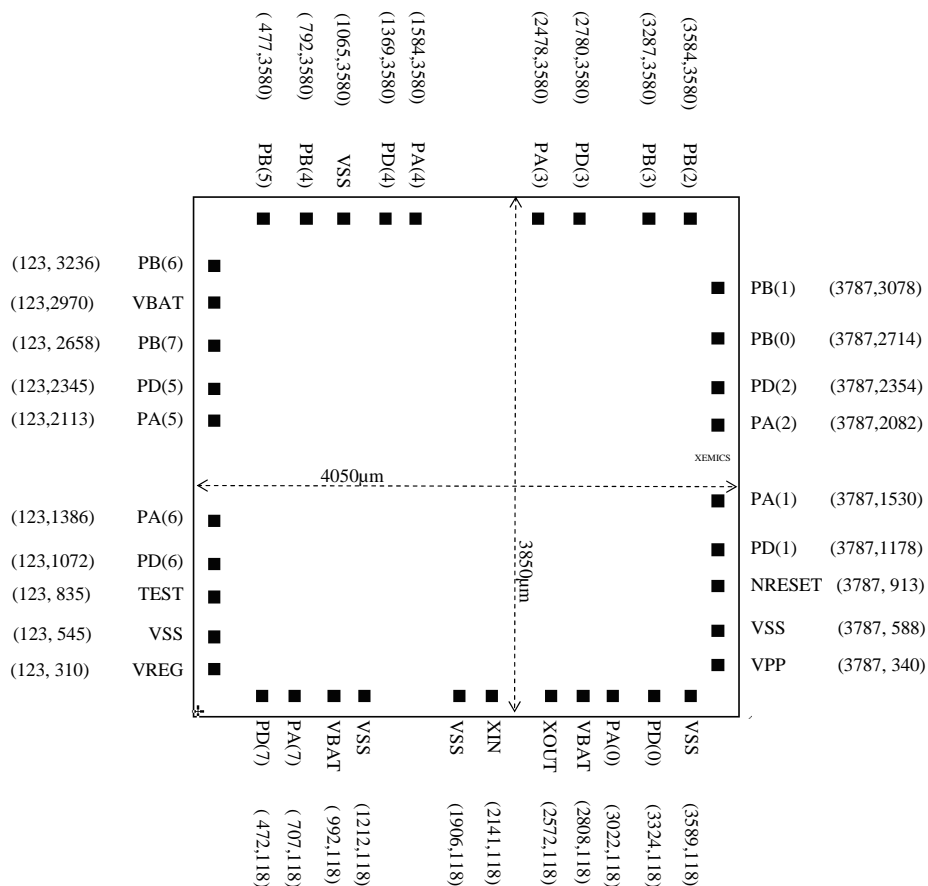 ( 477,3580)
( 792,3580)
(1065,3580)
(1369,3580)
(1584,3580)
(2478,3580)
(2780,3580)
(3287,3580)
(3584,3580)
PB(5)
PB(4)
VSS
PD(4)
PA(4)
PA(3)
PD(3)
PB(3)
PB(2)
(123, 3236) PB(6)
(123,2970) VBAT
(123, 2658) PB(7)
(123,2345) PD(5)
(123,2113) PA(5)
(123,1386) PA(6)
(123,1072) PD(6)
(123, 835) TEST
(123, 545) VSS
(123, 310) VREG
PB(1) (3787,3078)
PB(0) (3787,2714)
PD(2) (3787,2354)
PA(2) (3787,2082)
XEMICS
4050µm
3850µm
PA(1) (3787,1530)
PD(1) (3787,1178)
NRESET (3787, 913)
VSS (3787, 588)
VPP (3787, 340)
PD(7)
PA(7)
VBAT
VSS
VSS
XIN
XOUT
VBAT
PA(0)
PD(0)
VSS
( 472,118)
( 707,118)
( 992,118)
(1212,118)
(1906,118)
(2141,118)
(2572,118)
(2808,118)
(3022,118)
(3324,118)
(3589,118)